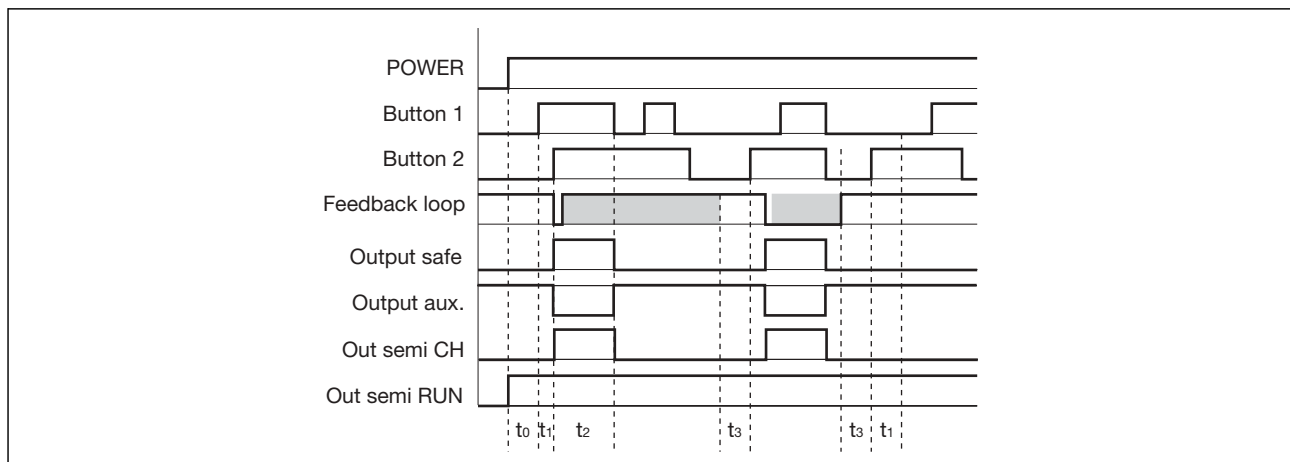 POWER
Button 1
Button 2
Feedback loop
Output safe
Output aux.
Out semi CH
Out semi RUN
t0 t1 t2 t3 t3 t1